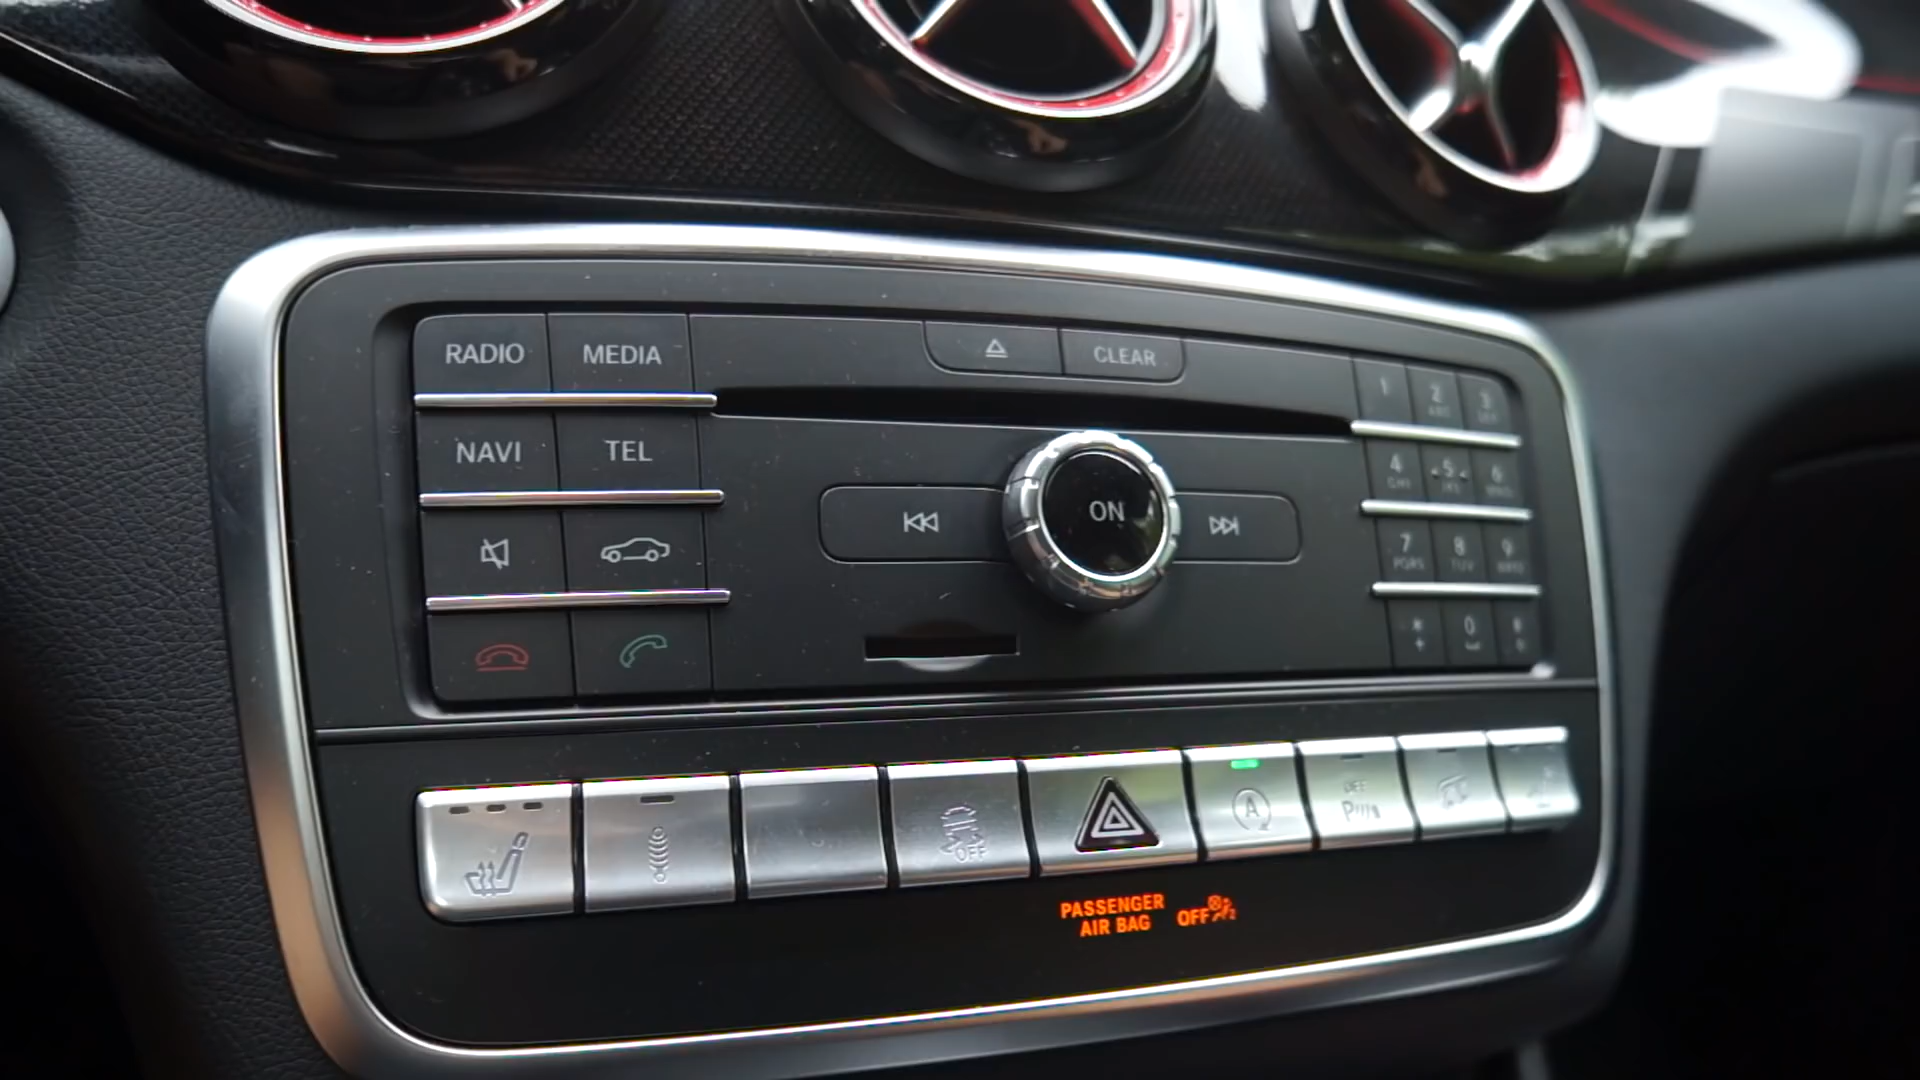 RADIO MEDIA CLEAR
1 2 ABC 3 DEF
NAVI TEL
ON
4 GHI 5 JKL 6 MNO
7 PQRS 8 TUV 9 WXYZ
* + 0 #
OFF
A
OFF
P
PASSENGER
AIR BAG OFF